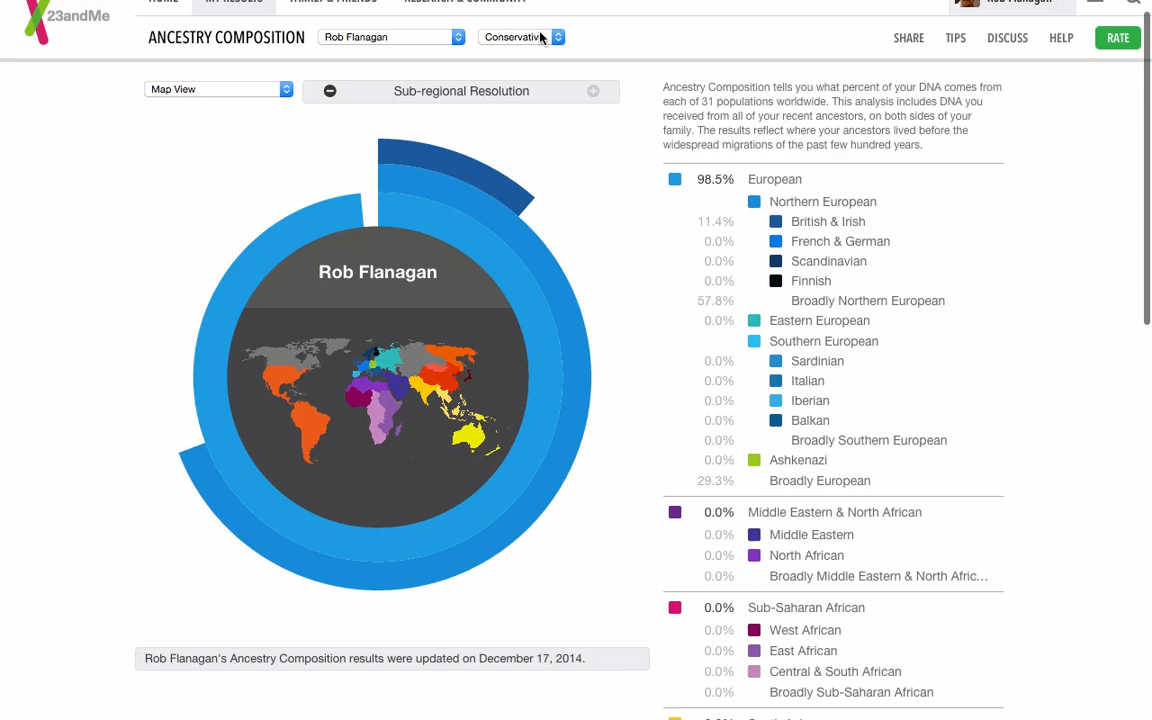 HOME MY RESULTS FAMILY & FRIENDS RESEARCH & COMMUNITY Rob Flanagan
23andMe
ANCESTRY COMPOSITION Rob Flanagan Conservative SHARE TIPS DISCUSS HELP RATE
Map View Sub-regional Resolution
Ancestry Composition tells you what percent of your DNA comes from
each of 31 populations worldwide. This analysis includes DNA you
received from all of your recent ancestors, on both sides of your
family. The results reflect where your ancestors lived before the
widespread migrations of the past few hundred years.
98.5% European
Northern European
11.4% British & Irish
0.0% French & German
0.0% Scandinavian
0.0% Finnish
57.8% Broadly Northern European
0.0% Eastern European
Southern European
0.0% Sardinian
0.0% Italian
0.0% Iberian
0.0% Balkan
0.0% Broadly Southern European
0.0% Ashkenazi
29.3% Broadly European
0.0% Middle Eastern & North African
0.0% Middle Eastern
0.0% North African
0.0% Broadly Middle Eastern & North Afric...
0.0% Sub-Saharan African
0.0% West African
0.0% East African
0.0% Central & South African
0.0% Broadly Sub-Saharan African
Rob Flanagan
Rob Flanagan's Ancestry Composition results were updated on December 17, 2014.